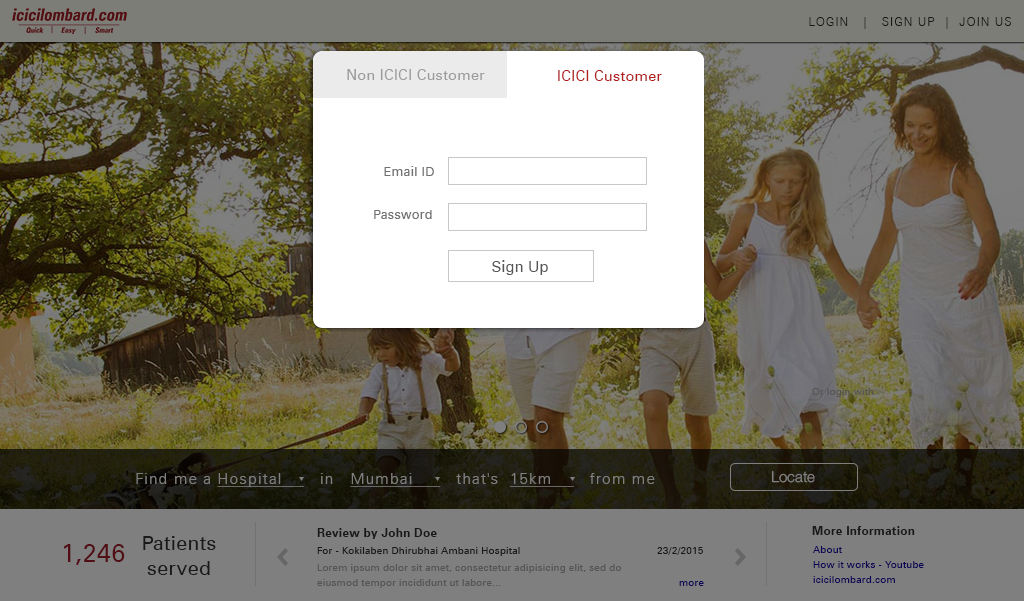 icicilombard.com
Quick | Easy | Smart
LOGIN | SIGN UP | JOIN US
Non ICICI Customer
ICICI Customer
Email ID
Password
Sign Up
Or login with
Find me a Hospital in Mumbai that's 15km from me
Locate
1,246 Patients served
Review by John Doe
For - Kokilaben Dhirubhai Ambani Hospital 23/2/2015
Lorem ipsum dolor sit amet, consectetur adipisicing elit, sed do
eiusmod tempor incididunt ut labore... more
More Information
About
How it works - Youtube
icicilombard.com